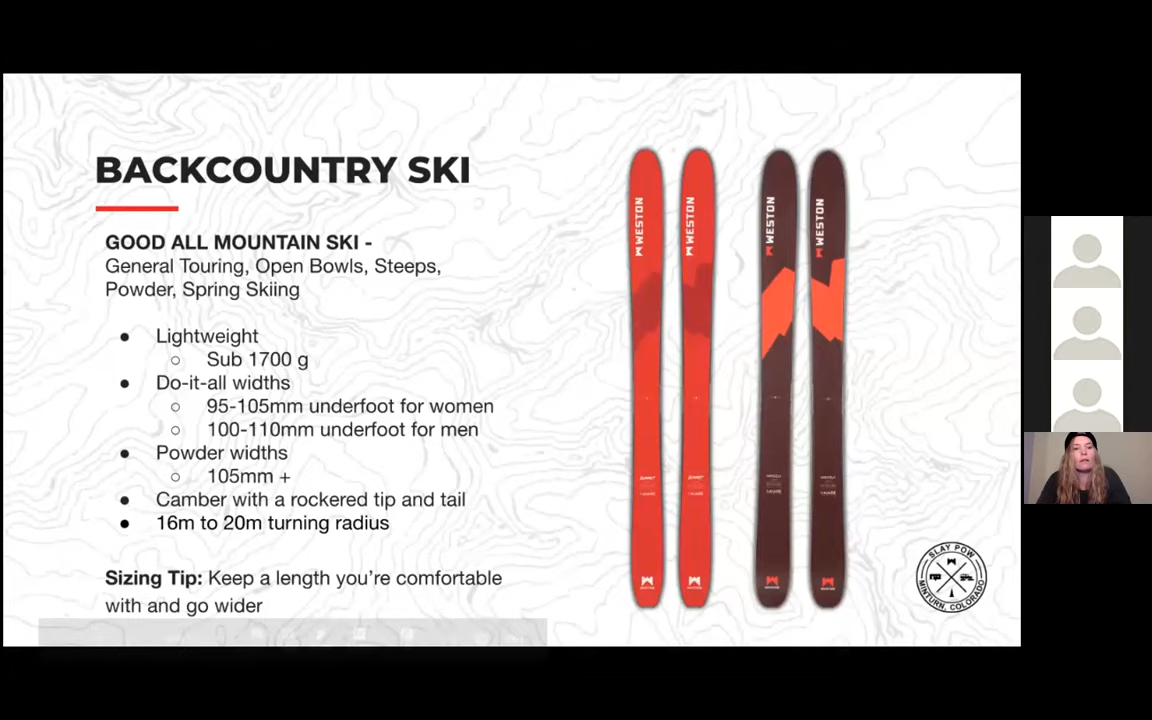 BACKCOUNTRY SKI
GOOD ALL MOUNTAIN SKI -
General Touring, Open Bowls, Steeps,
Powder, Spring Skiing
● Lightweight
○ Sub 1700 g
● Do-it-all widths
○ 95-105mm underfoot for women
○ 100-110mm underfoot for men
● Powder widths
○ 105mm +
● Camber with a rockered tip and tail
● 16m to 20m turning radius
Sizing Tip: Keep a length you're comfortable
with and go wider
WESTON
WESTON
WESTON
WESTON
SLAY POW
MINTURN, COLORADO